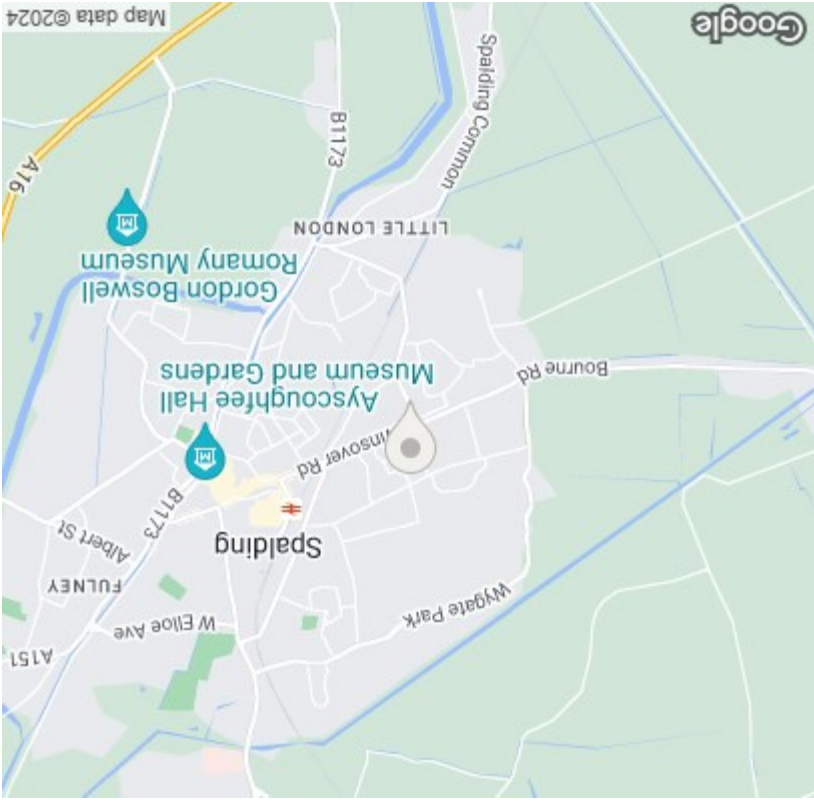 A151
W Elloe Ave
Wygate Park
FULNEY
Spalding
Albert St
B1173
Winsover Rd
Ayscoughfee Hall
Museum and Gardens
Bourne Rd
Gordon Boswell
Romany Museum
LITTLE LONDON
A16
B1173
Spalding Common
Google
Map data ©2024